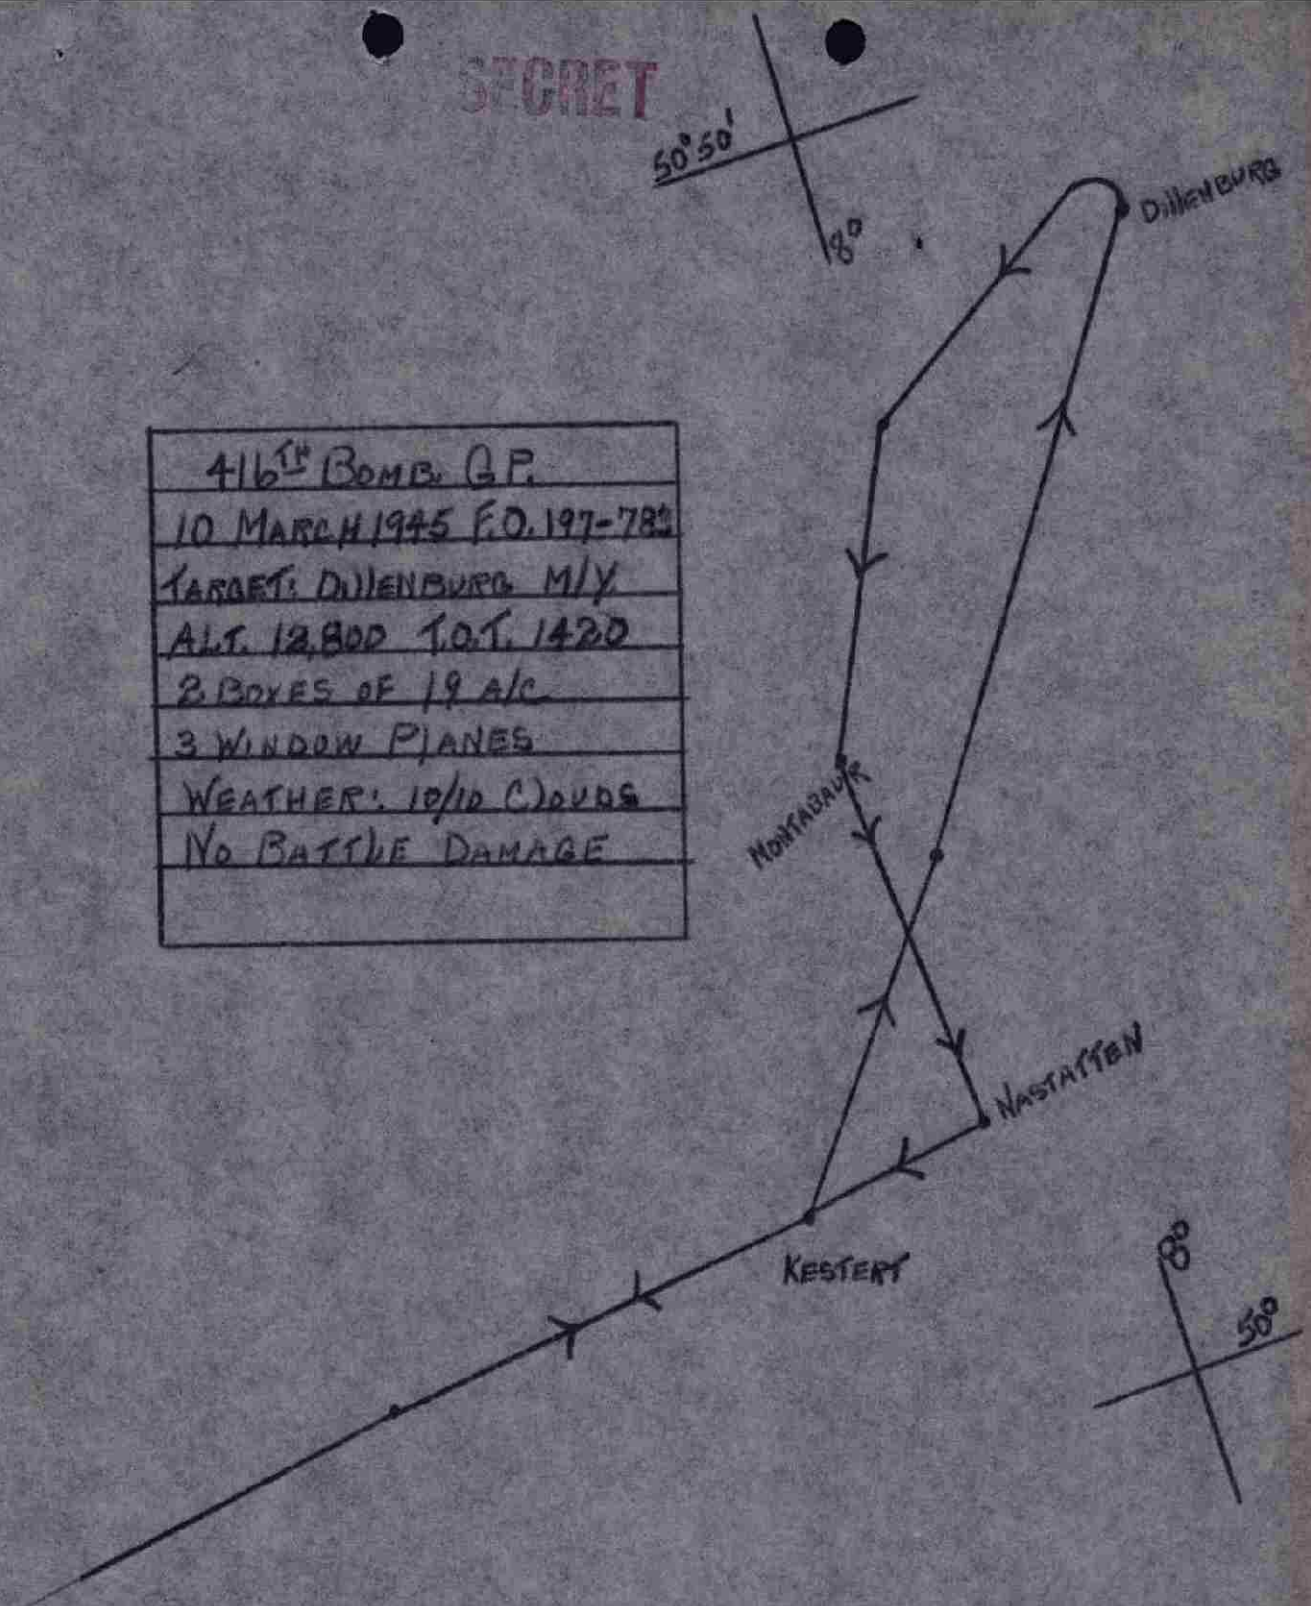 SECRET
50°50'
8°
DillENBURG
416TH BOMB. GP.
10 MARCH 1945 F.O. 197-
TARGET: DillENBURG M/Y.
ALT. 12,800 T.O.T. 1420
2 BOXES OF 19 A/C
3 WINDOW PlANES
WEATHER: 10/10 ClOUDS
NO BATTLE DAMAGE
MONTABAUR
NASTATTEN
KESTERT
8°
50°